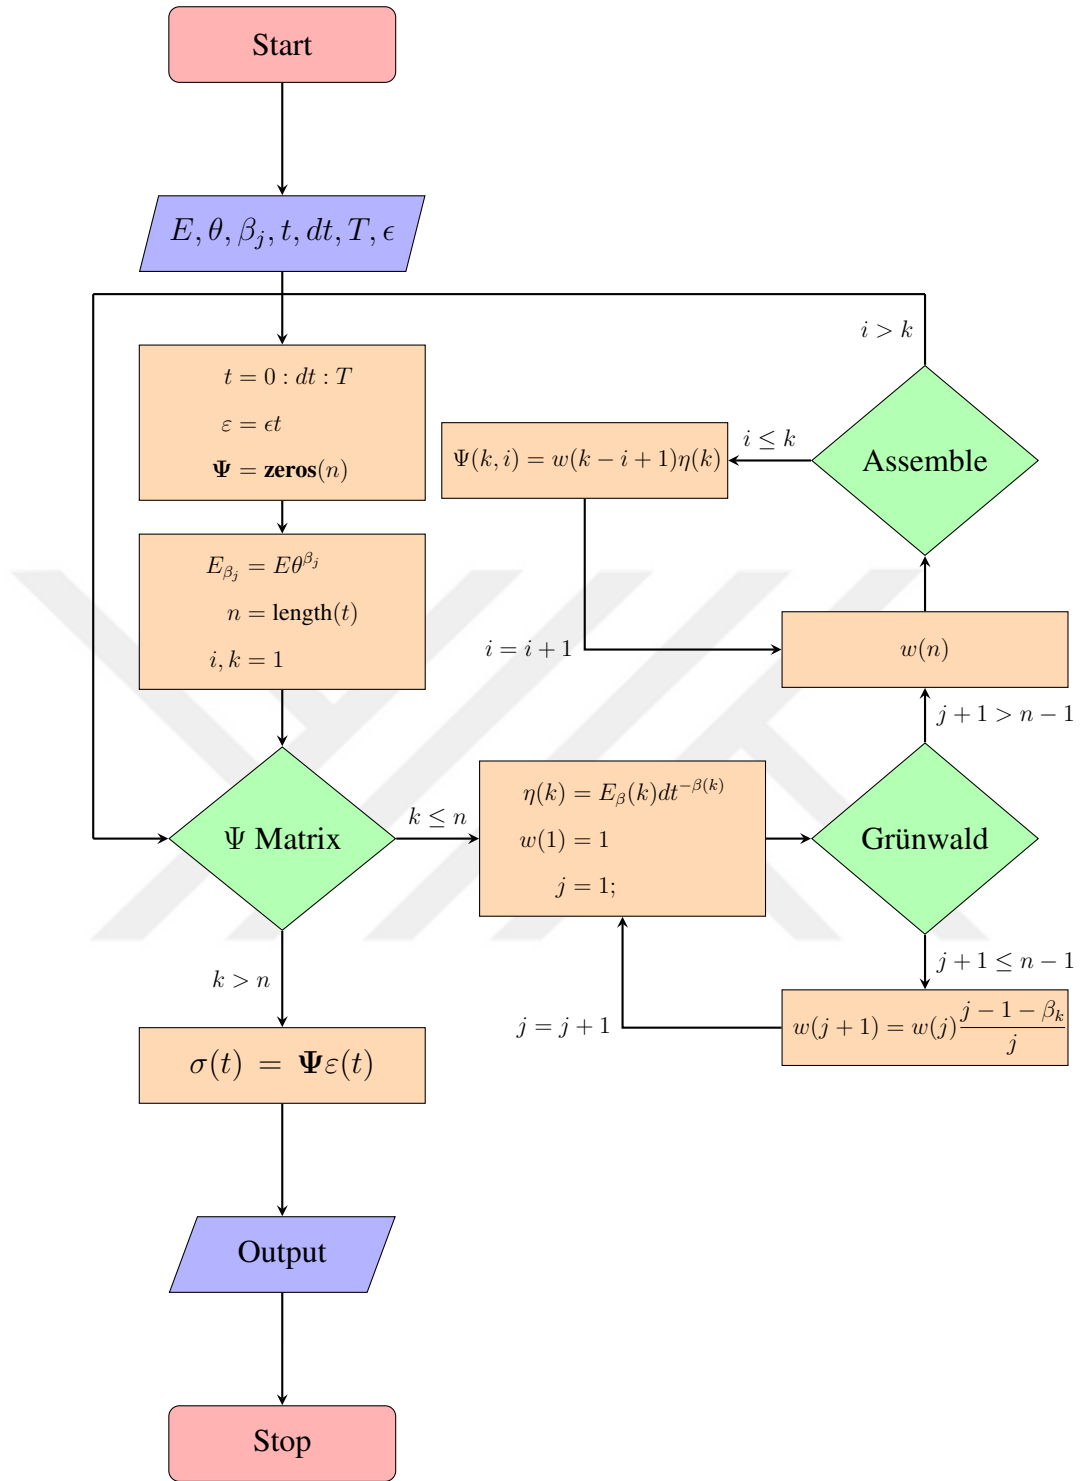 Start
E, θ, β_j, t, dt, T, ϵ
t = 0 : dt : T
ε = ϵt
Ψ = zeros(n)
E_{β_j} = Eθ^{β_j}
n = length(t)
i, k = 1
Ψ Matrix
k ≤ n
k > n
η(k) = E_β(k)dt^{−β(k)}
w(1) = 1
j = 1;
Grünwald
j + 1 ≤ n − 1
w(j + 1) = w(j) \frac{j − 1 − β_k}{j}
j = j + 1
j + 1 > n − 1
w(n)
Assemble
i ≤ k
Ψ(k, i) = w(k − i + 1)η(k)
i = i + 1
i > k
σ(t) = Ψε(t)
Output
Stop